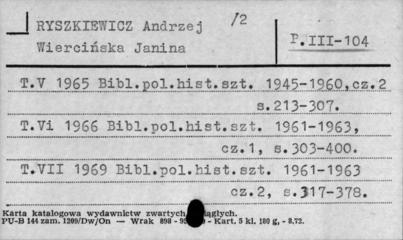 RYSZKIEWICZ Andrzej /2
Wiercińska Janina
P.III-104
T.V 1965 Bibl.pol.hist.szt. 1945-1960,cz.2
s.213-307.
T.Vi 1966 Bibl.pol.hist.szt. 1961-1963,
cz.1, s.303-400.
T.VII 1969 Bibl.pol.hist.szt. 1961-1963
cz.2, s.317-378.
Karta katalogowa wydawnictw zwartych
PU-B 144 zam. 1209/Dw/On — Wrak 898 - Kart. 5 kl. 180 g, - 8.72.